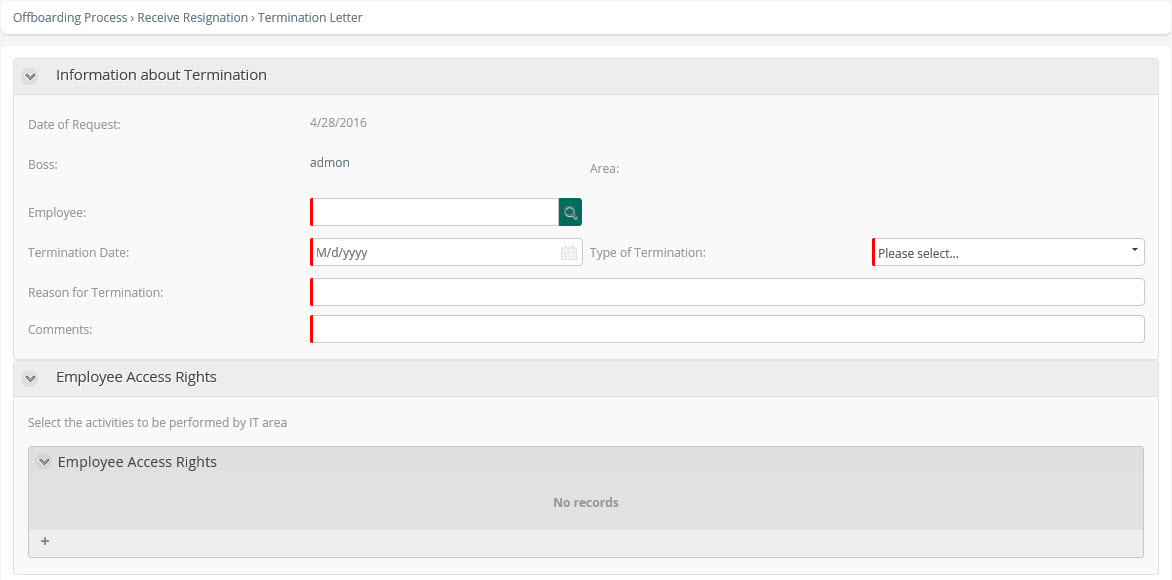 Offboarding Process › Receive Resignation › Termination Letter
Information about Termination
Date of Request: 4/28/2016
Boss: admon Area:
Employee:
Termination Date: M/d/yyyy Type of Termination: Please select...
Reason for Termination:
Comments:
Employee Access Rights
Select the activities to be performed by IT area
Employee Access Rights
No records
+